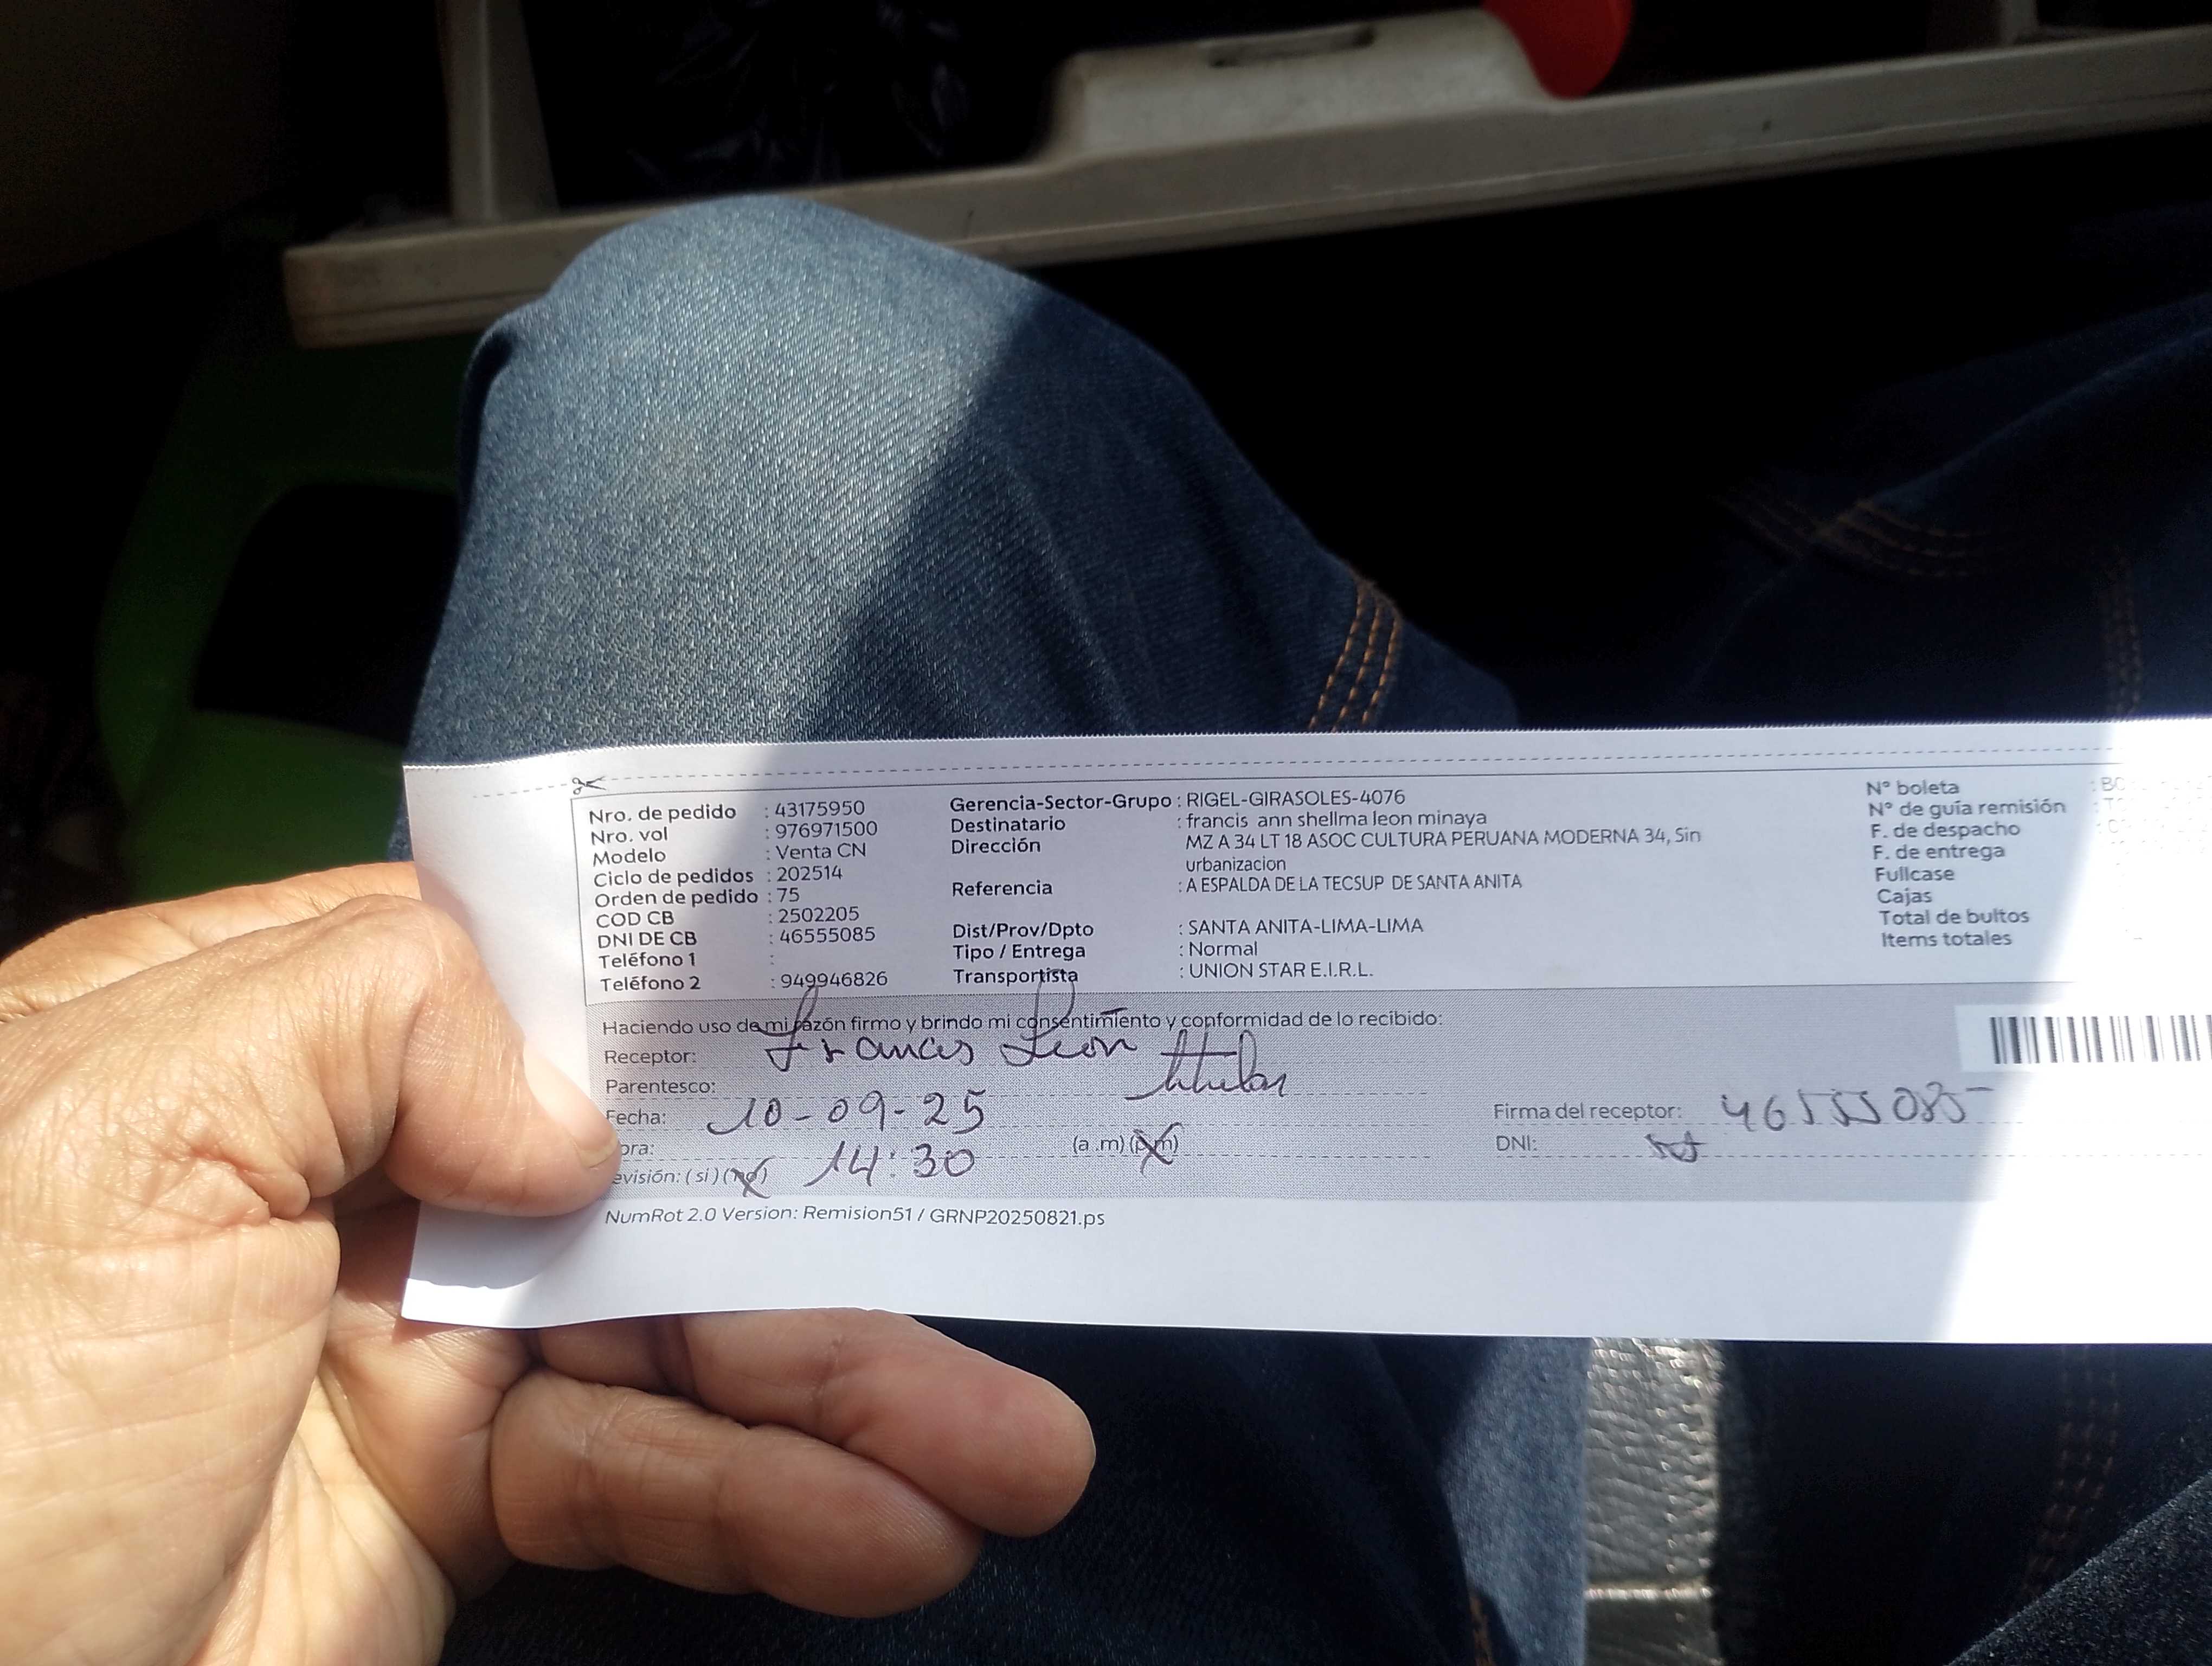 Nro. de pedido : 43175950
Nro. vol : 976971500
Modelo : Venta CN
Ciclo de pedidos : 202514
Orden de pedido : 75
COD CB : 2502205
DNI DE CB : 46555085
Teléfono 1 :
Teléfono 2 : 949946826
Gerencia-Sector-Grupo : RIGEL-GIRASOLES-4076
Destinatario : francis ann shellma leon minaya
Dirección MZ A 34 LT 18 ASOC CULTURA PERUANA MODERNA 34, Sin
urbanizacion
Referencia : A ESPALDA DE LA TECSUP DE SANTA ANITA
Dist/Prov/Dpto : SANTA ANITA-LIMA-LIMA
Tipo / Entrega : Normal
Transportista : UNION STAR E.I.R.L.
N° boleta
N° de guía remisión
F. de despacho
F. de entrega
Fullcase
Cajas
Total de bultos
Items totales
Haciendo uso de mi razón firmo y brindo mi consentimiento y conformidad de lo recibido:
Receptor: Francis Leon
Parentesco: titular
Fecha: 10-09-25
ora: 14:30 (a .m) (p.m)
evisión: ( si ) (no)
Firma del receptor: 46555085
DNI:
NumRot 2.0 Version: Remision51 / GRNP20250821.ps